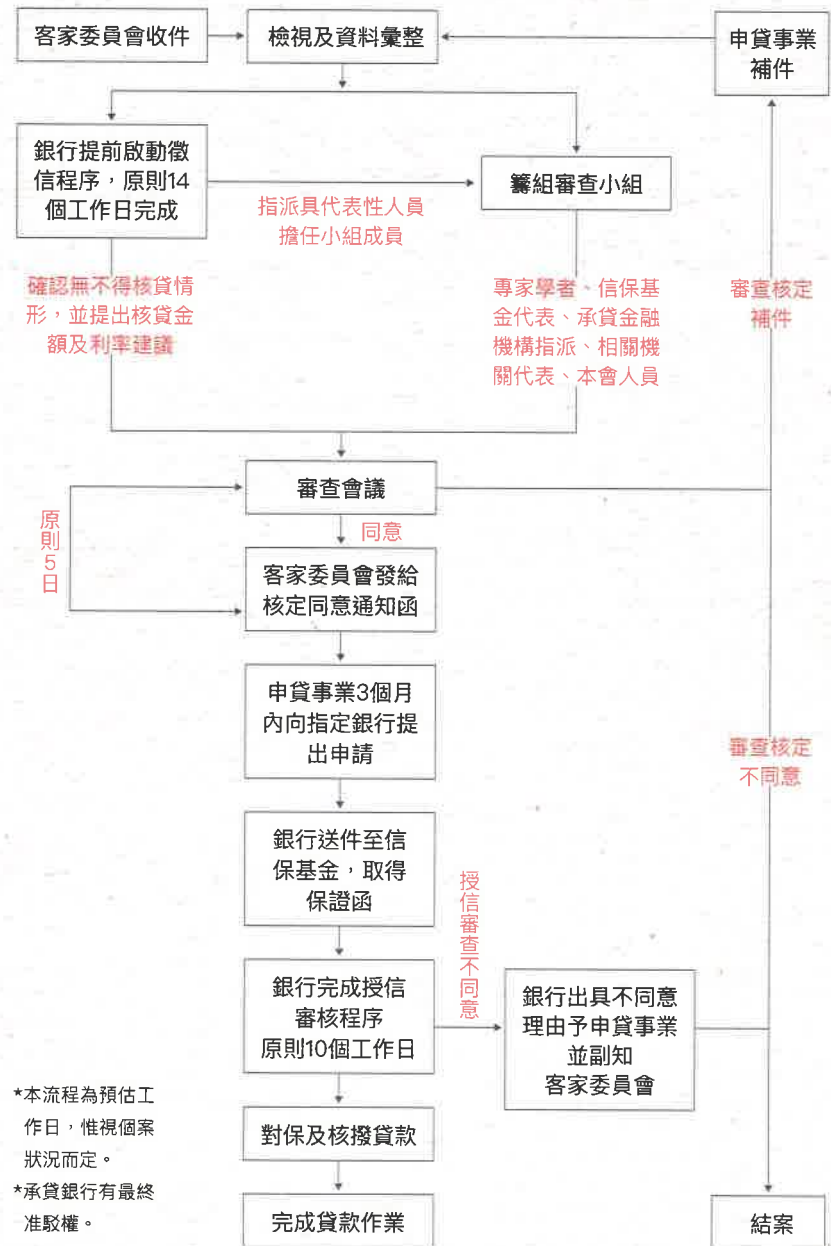 客家委員會收件
檢視及資料彙整
申貸事業
補件
銀行提前啟動徵
信程序，原則14
個工作日完成
指派具代表性人員
擔任小組成員
籌組審查小組
確認無不得核貸情
形，並提出核貸金
額及利率建議
專家學者、信保基
金代表、承貸金融
機構指派、相關機
關代表、本會人員
審查核定
補件
審查會議
原則5日
同意
客家委員會發給
核定同意通知函
申貸事業3個月
內向指定銀行提
出申請
審查核定
不同意
銀行送件至信
保基金，取得
保證函
授信審查不同意
銀行完成授信
審核程序
原則10個工作日
銀行出具不同意
理由予申貸事業
並副知
客家委員會
*本流程為預估工
作日，惟視個案
狀況而定。
*承貸銀行有最終
准駁權。
對保及核撥貸款
完成貸款作業
結案